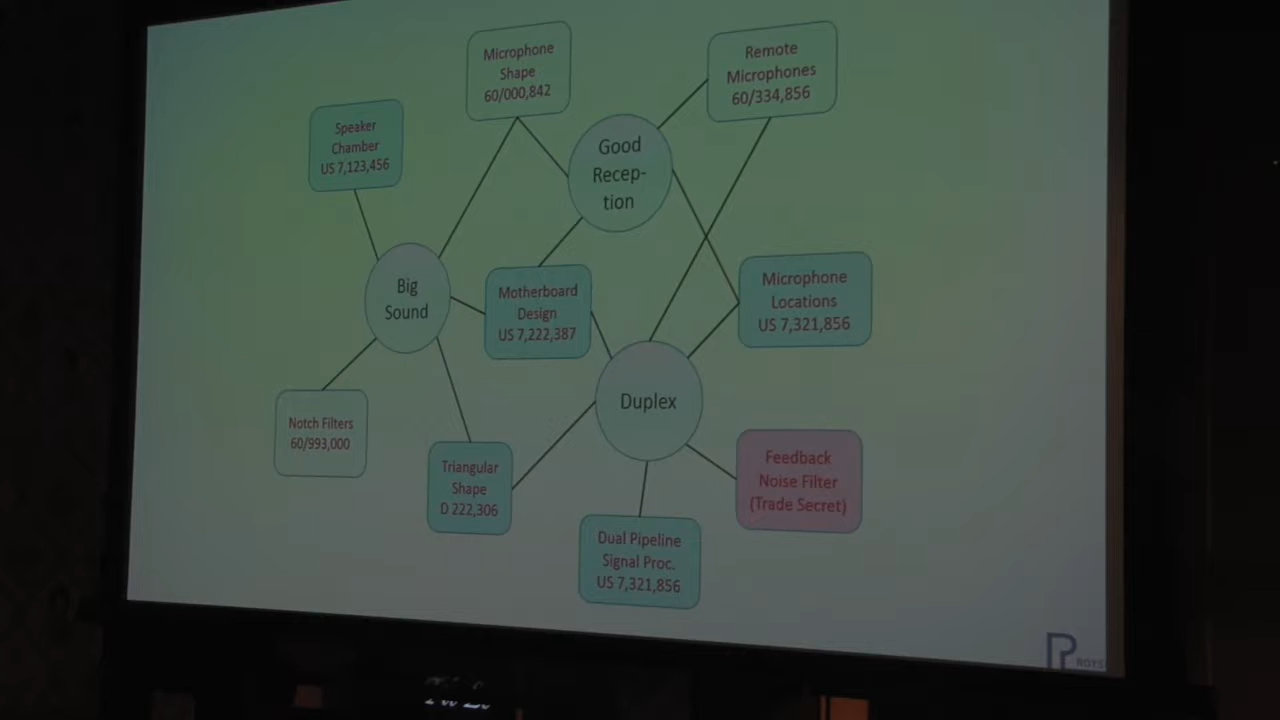 Microphone
Shape
60/000,842
Remote
Microphones
60/334,856
Speaker
Chamber
US 7,123,456
Good
Recep-
tion
Big
Sound
Motherboard
Design
US 7,222,387
Microphone
Locations
US 7,321,856
Duplex
Notch Filters
60/993,000
Triangular
Shape
D 222,306
Feedback
Noise Filter
(Trade Secret)
Dual Pipeline
Signal Proc.
US 7,321,856